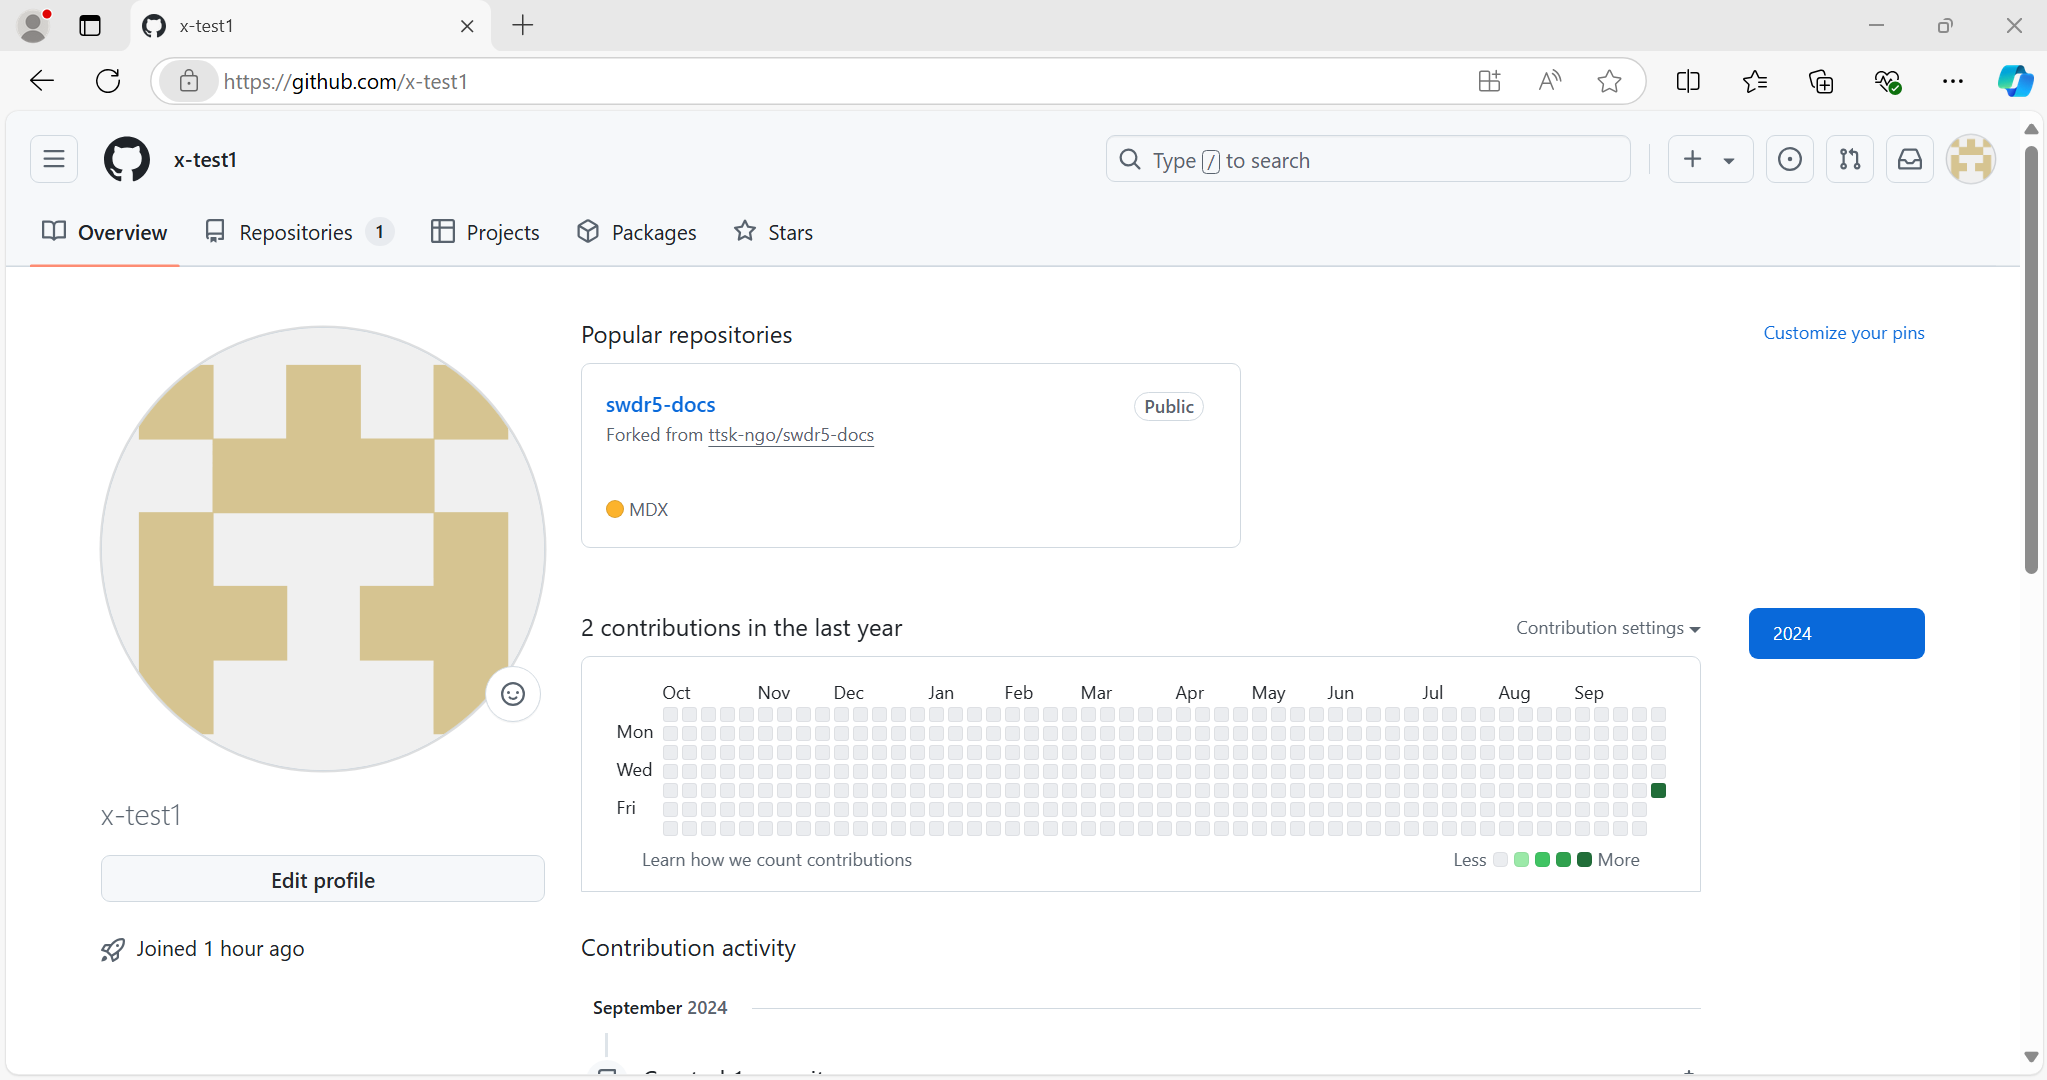 x-test1
https://github.com/x-test1
x-test1
Type / to search
Overview
Repositories 1
Projects
Packages
Stars
Popular repositories
Customize your pins
swdr5-docs
Public
Forked from ttsk-ngo/swdr5-docs
MDX
2 contributions in the last year
Contribution settings
2024
Oct Nov Dec Jan Feb Mar Apr May Jun Jul Aug Sep
Mon
Wed
Fri
Learn how we count contributions
Less
More
x-test1
Edit profile
Joined 1 hour ago
Contribution activity
September 2024